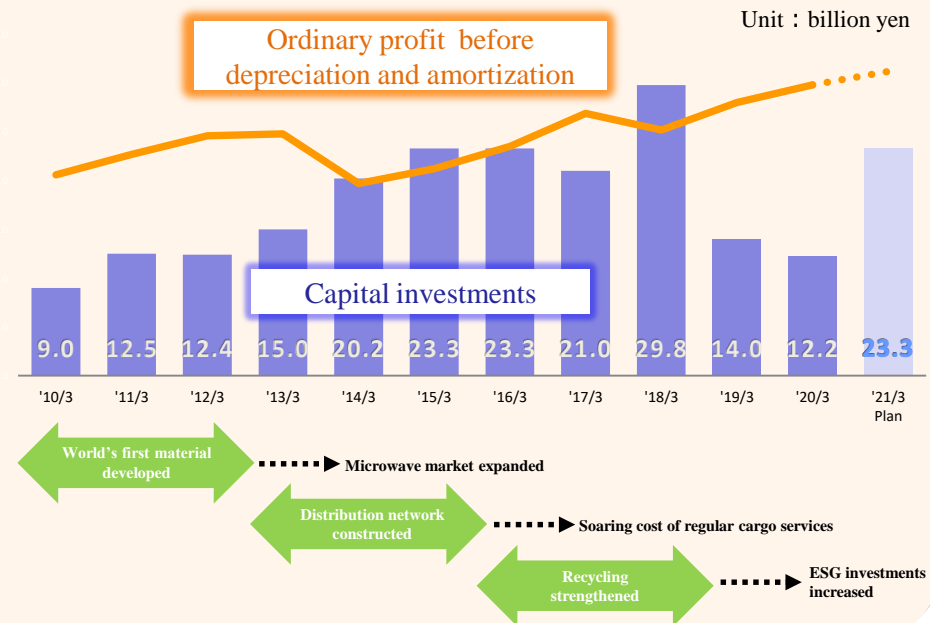 Unit：billion yen
Ordinary profit before
depreciation and amortization
Capital investments
9.0 12.5 12.4 15.0 20.2 23.3 23.3 21.0 29.8 14.0 12.2 23.3
'10/3 '11/3 '12/3 '13/3 '14/3 '15/3 '16/3 '17/3 '18/3 '19/3 '20/3 '21/3
Plan
World's first material
developed
Microwave market expanded
Distribution network
constructed
Soaring cost of regular cargo services
Recycling
strengthened
ESG investments
increased